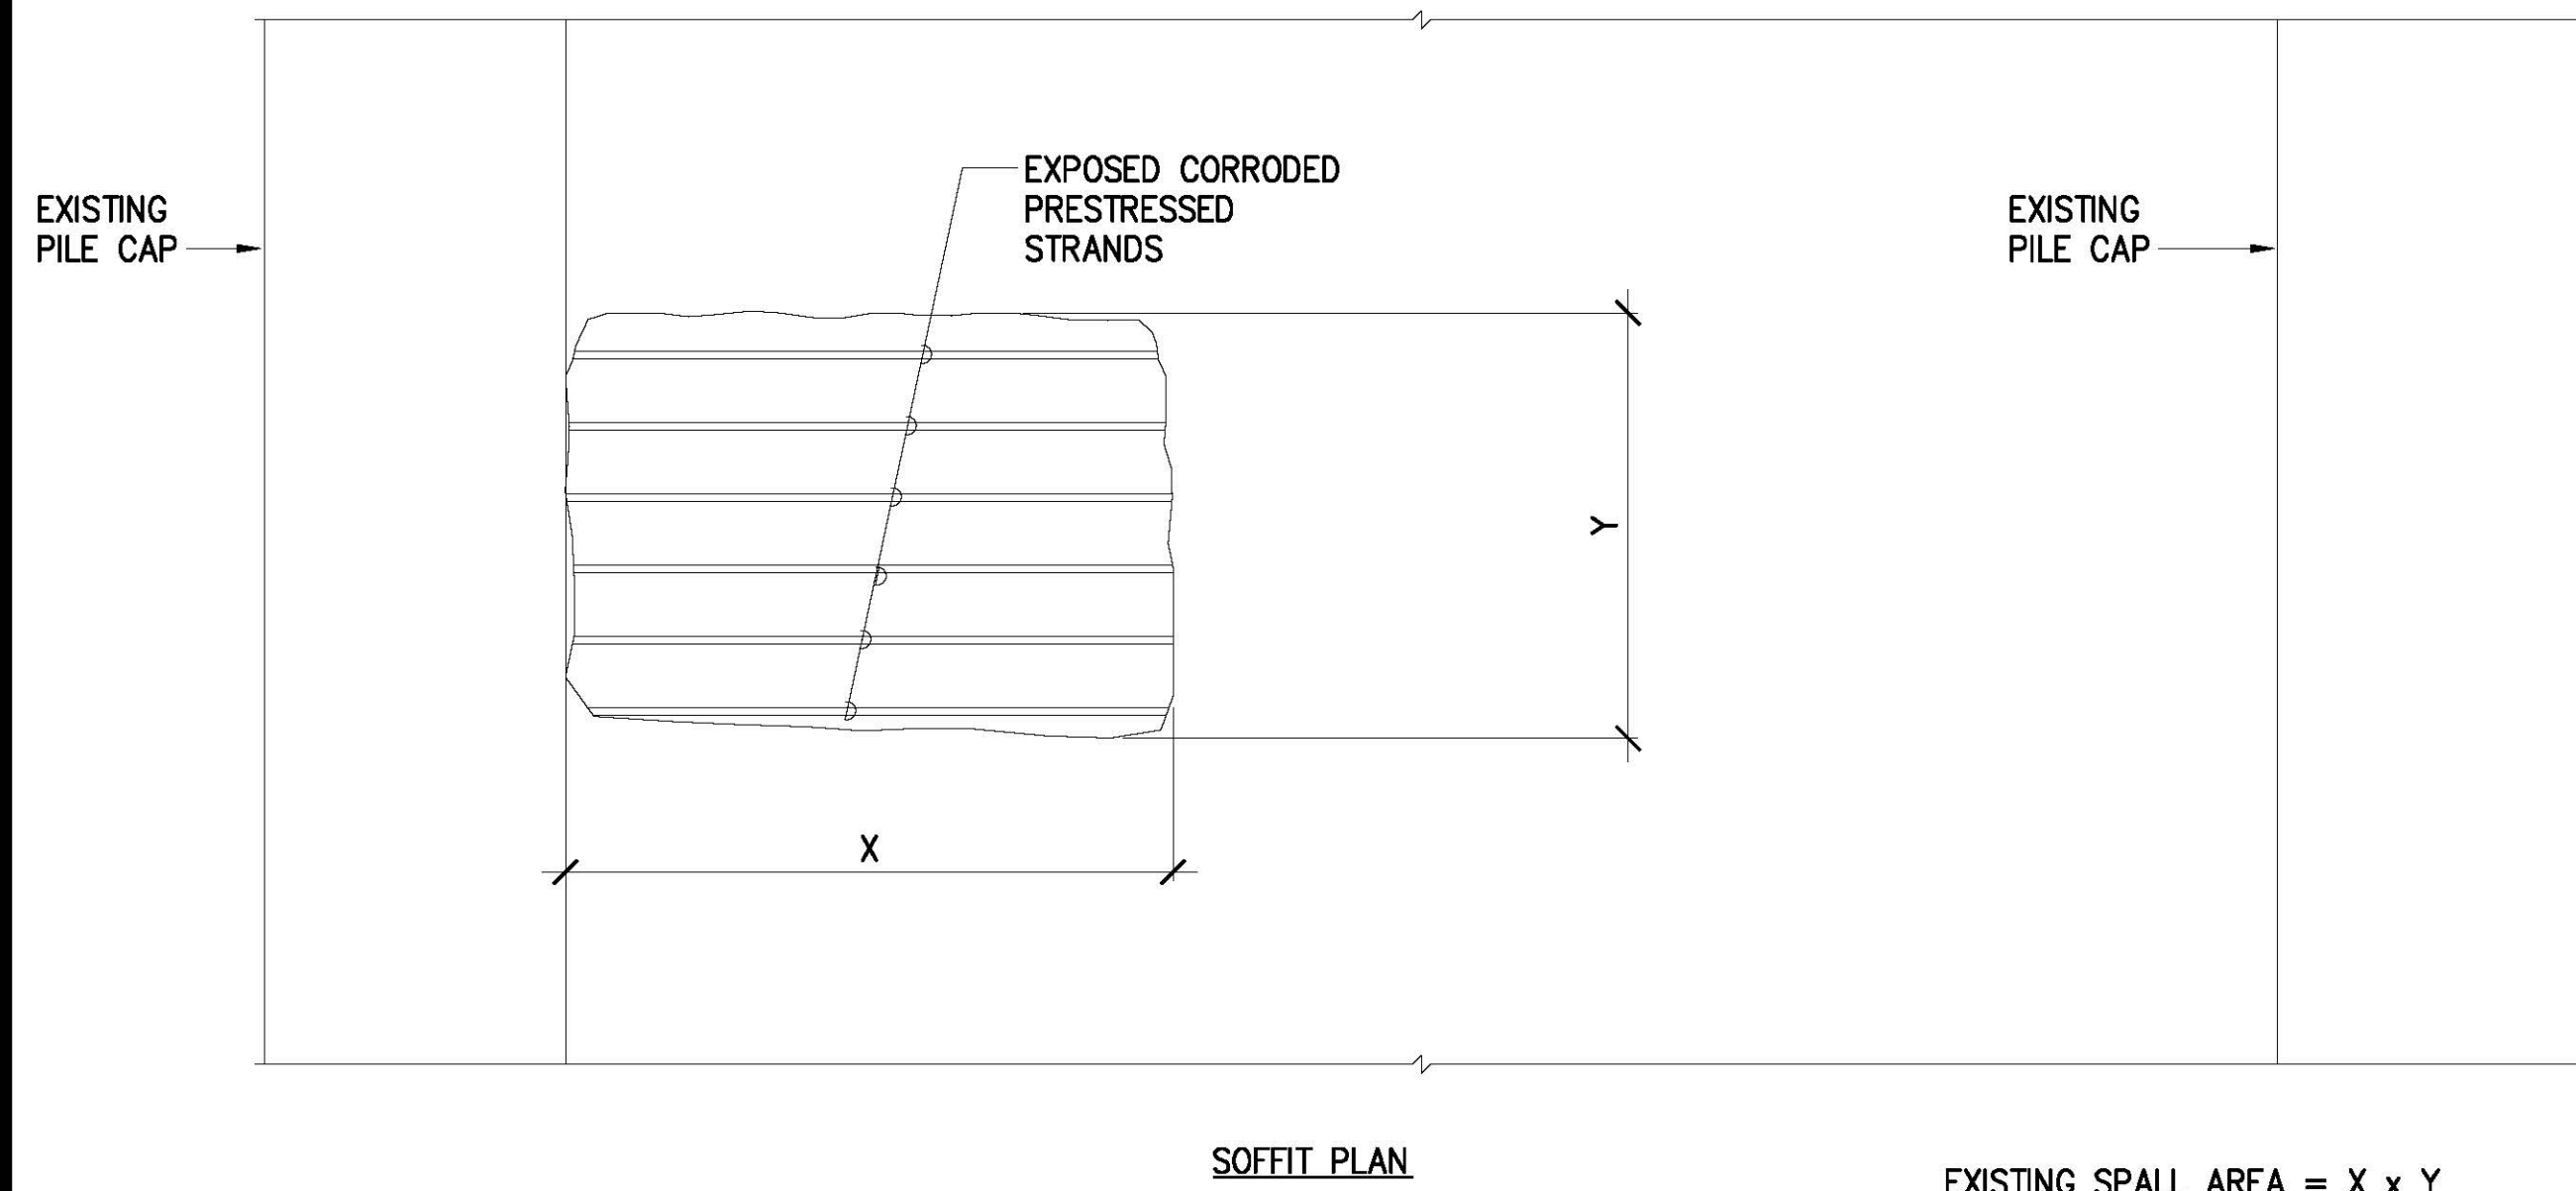 EXPOSED CORRODED
PRESTRESSED
STRANDS
EXISTING
PILE CAP
EXISTING
PILE CAP
Y
X
SOFFIT PLAN
EXISTING SPALL AREA = X x Y